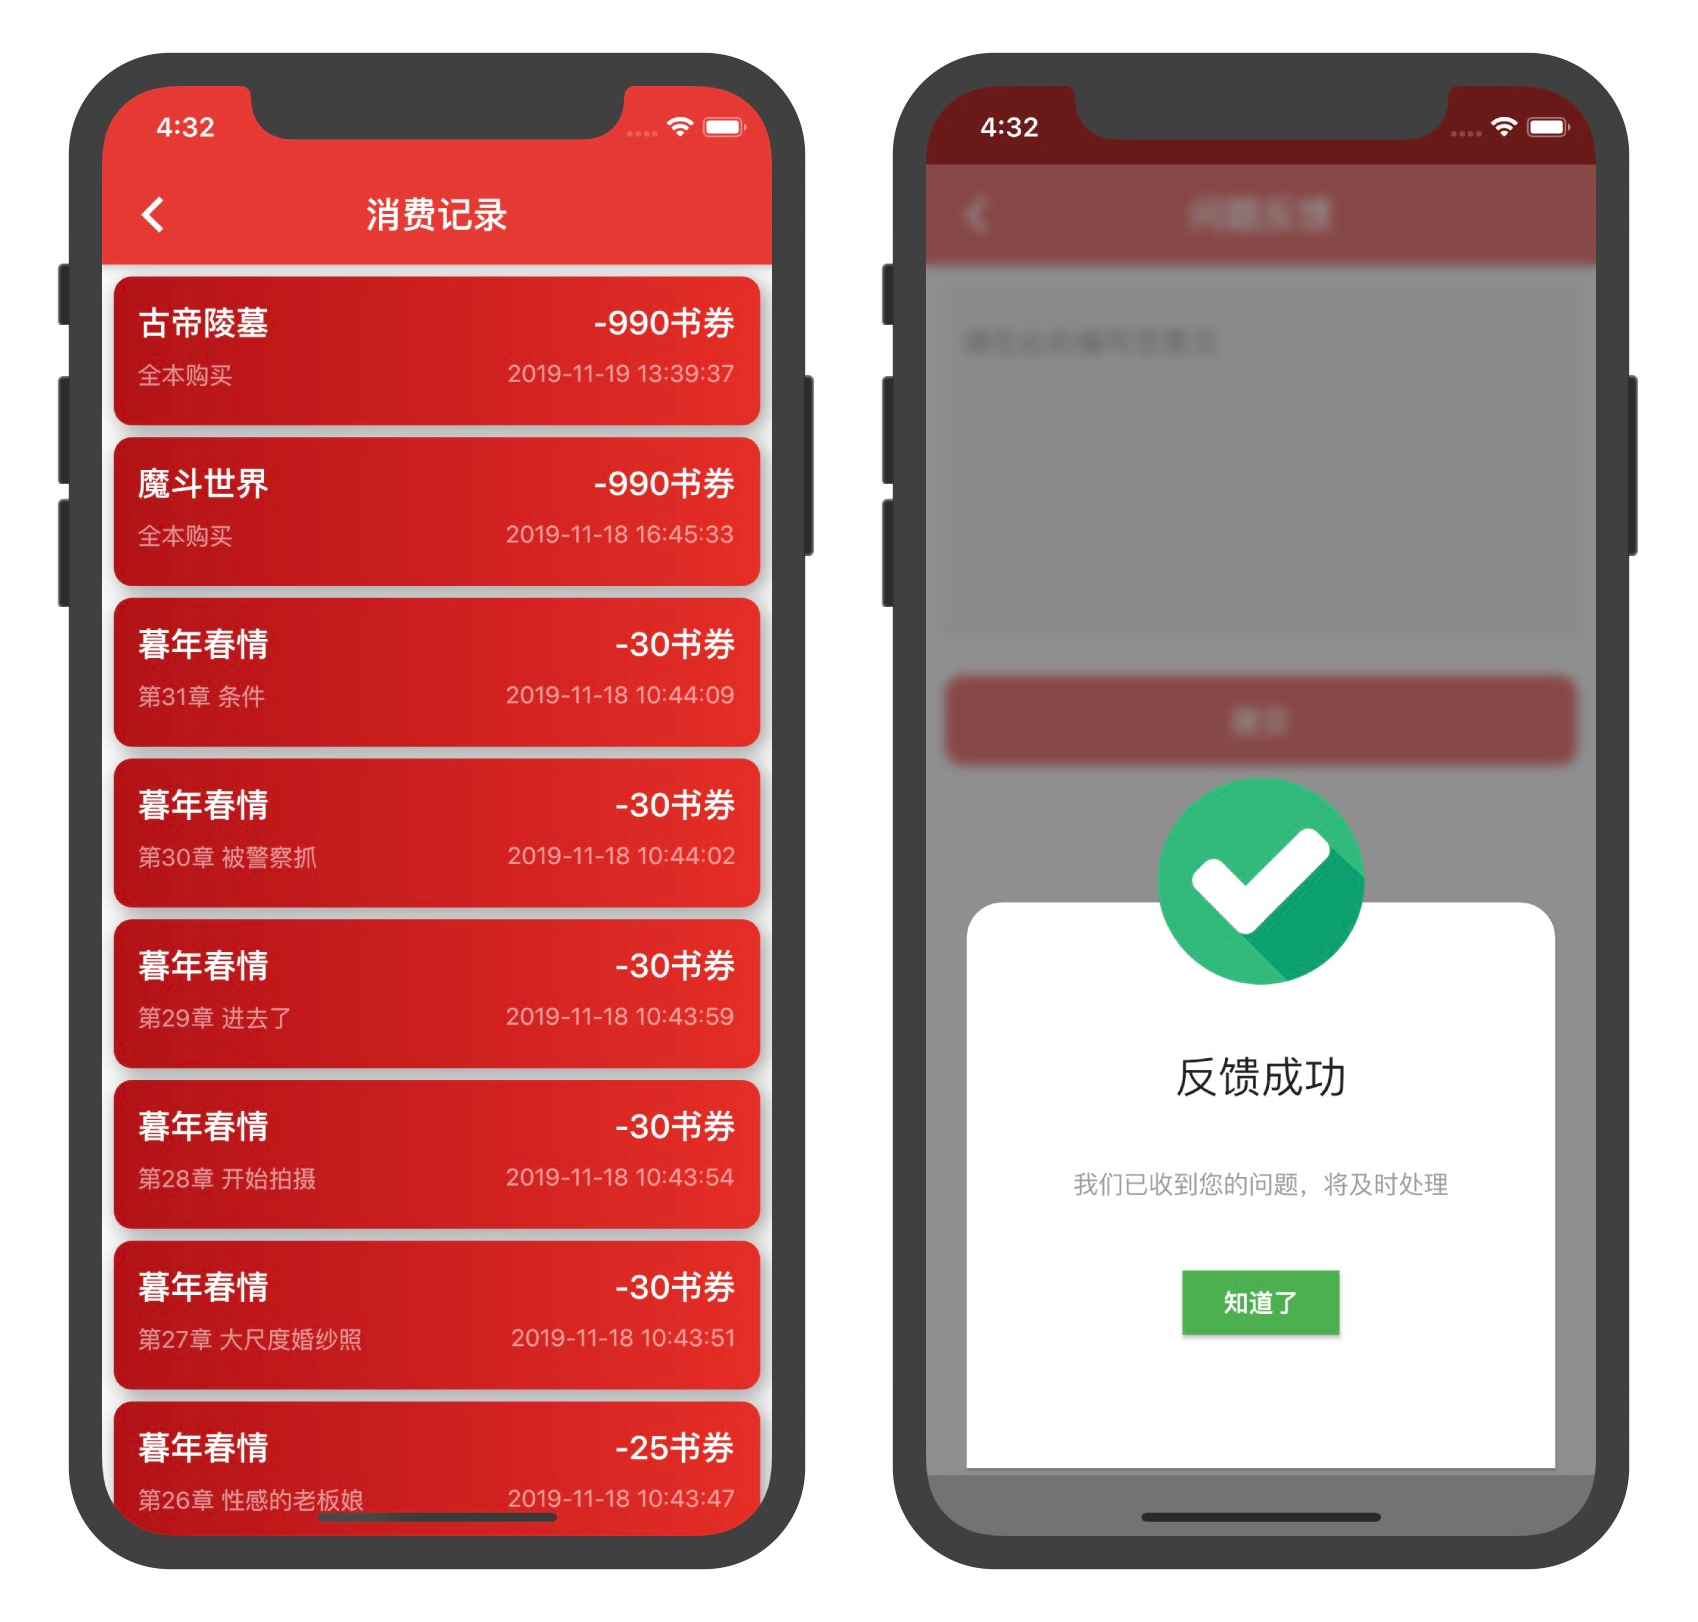 4:32
消费记录
古帝陵墓 -990书券
全本购买 2019-11-19 13:39:37
魔斗世界 -990书券
全本购买 2019-11-18 16:45:33
暮年春情 -30书券
第31章 条件 2019-11-18 10:44:09
暮年春情 -30书券
第30章 被警察抓 2019-11-18 10:44:02
暮年春情 -30书券
第29章 进去了 2019-11-18 10:43:59
暮年春情 -30书券
第28章 开始拍摄 2019-11-18 10:43:54
暮年春情 -30书券
第27章 大尺度婚纱照 2019-11-18 10:43:51
暮年春情 -25书券
第26章 性感的老板娘 2019-11-18 10:43:47
4:32
问题反馈
提交
反馈成功
我们已收到您的问题，将及时处理
知道了